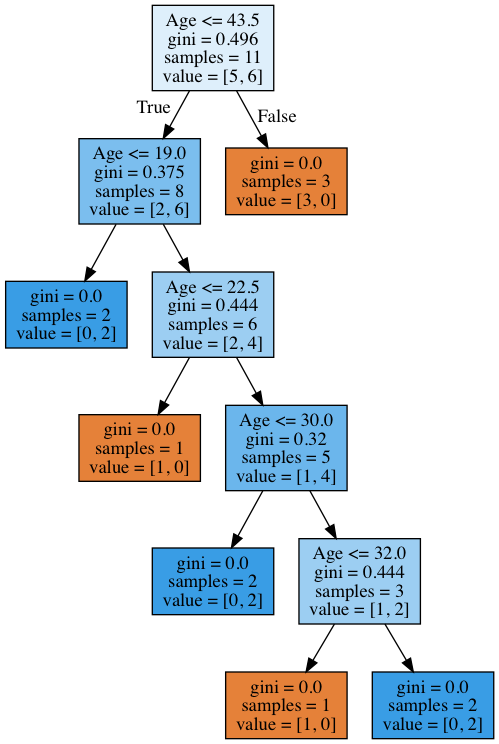 Age <= 43.5
gini = 0.496
samples = 11
value = [5, 6]
True
False
Age <= 19.0
gini = 0.375
samples = 8
value = [2, 6]
gini = 0.0
samples = 3
value = [3, 0]
gini = 0.0
samples = 2
value = [0, 2]
Age <= 22.5
gini = 0.444
samples = 6
value = [2, 4]
gini = 0.0
samples = 1
value = [1, 0]
Age <= 30.0
gini = 0.32
samples = 5
value = [1, 4]
gini = 0.0
samples = 2
value = [0, 2]
Age <= 32.0
gini = 0.444
samples = 3
value = [1, 2]
gini = 0.0
samples = 1
value = [1, 0]
gini = 0.0
samples = 2
value = [0, 2]